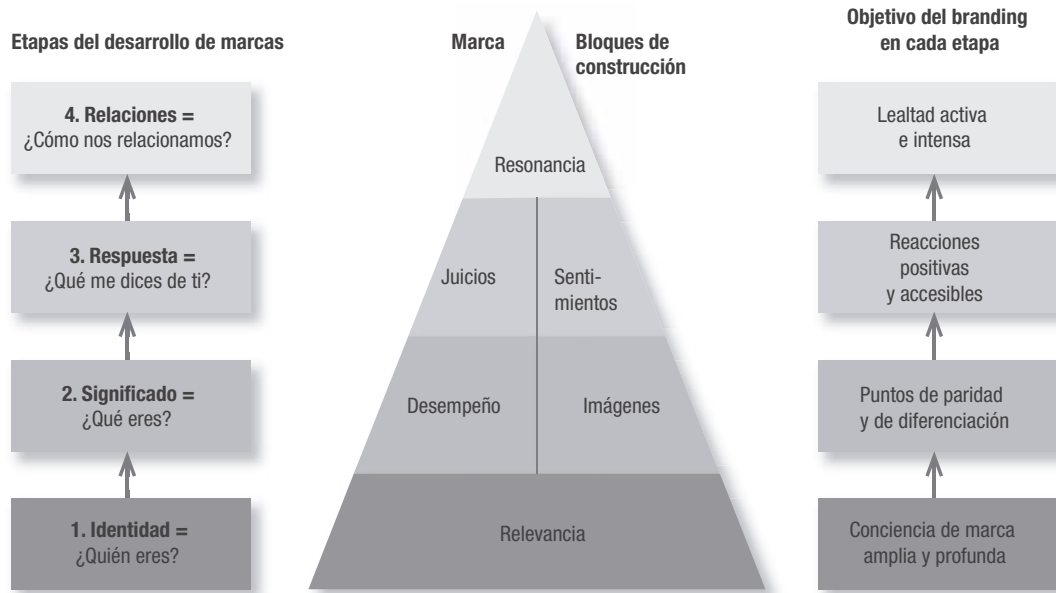 Etapas del desarrollo de marcas
Marca
Bloques de
construcción
Objetivo del branding
en cada etapa
4. Relaciones =
¿Cómo nos relacionamos?
Resonancia
Lealtad activa
e intensa
3. Respuesta =
¿Qué me dices de ti?
Juicios
Senti-
mientos
Reacciones
positivas
y accesibles
2. Significado =
¿Qué eres?
Desempeño
Imágenes
Puntos de paridad
y de diferenciación
1. Identidad =
¿Quién eres?
Relevancia
Conciencia de marca
amplia y profunda